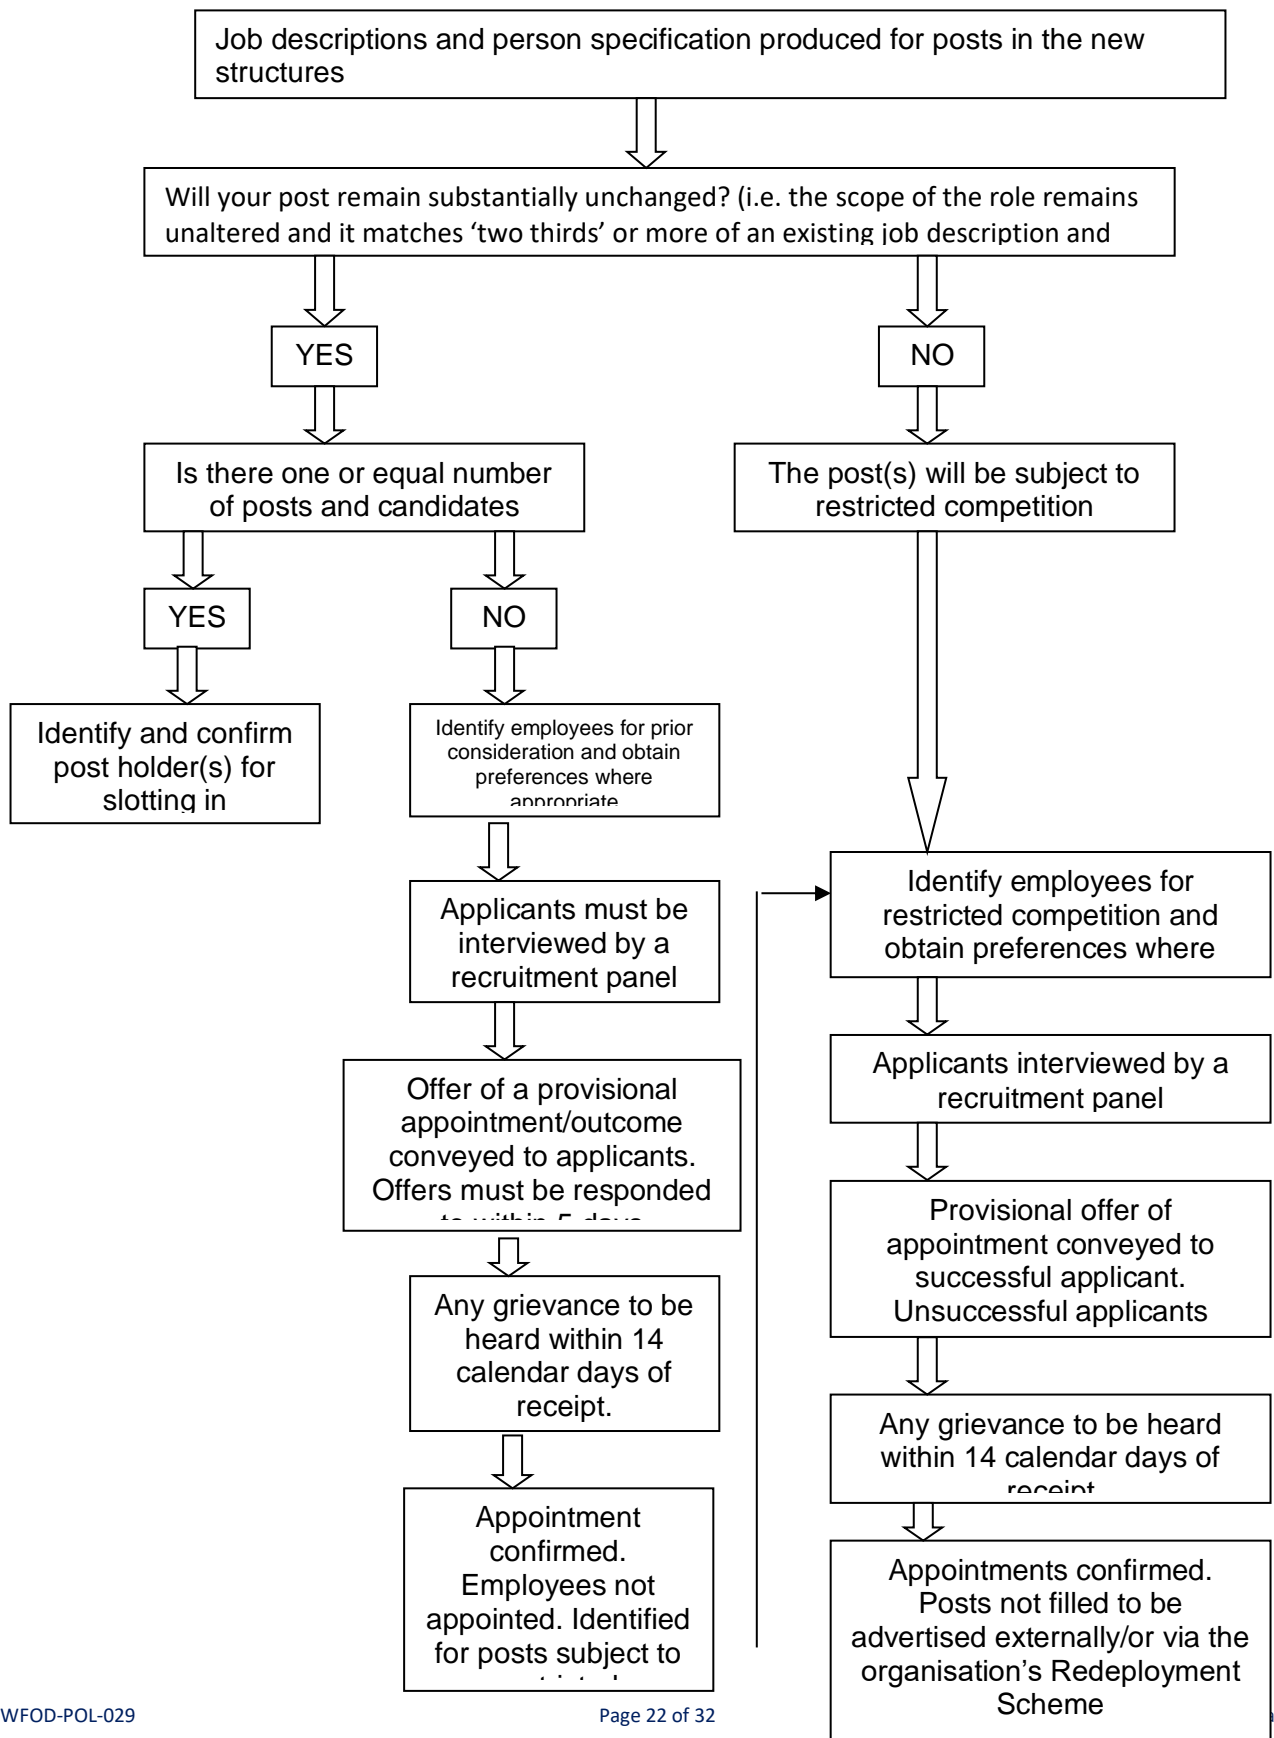 Job descriptions and person specification produced for posts in the new
structures
Will your post remain substantially unchanged? (i.e. the scope of the role remains
unaltered and it matches ‘two thirds’ or more of an existing job description and
YES
NO
Is there one or equal number
of posts and candidates
The post(s) will be subject to
restricted competition
YES
NO
Identify and confirm
post holder(s) for
slotting in
Identify employees for prior
consideration and obtain
preferences where
appropriate
Applicants must be
interviewed by a
recruitment panel
Offer of a provisional
appointment/outcome
conveyed to applicants.
Offers must be responded
to within 5 days
Any grievance to be
heard within 14
calendar days of
receipt.
Appointment
confirmed.
Employees not
appointed. Identified
for posts subject to
Identify employees for
restricted competition and
obtain preferences where
Applicants interviewed by a
recruitment panel
Provisional offer of
appointment conveyed to
successful applicant.
Unsuccessful applicants
Any grievance to be heard
within 14 calendar days of
receipt
Appointments confirmed.
Posts not filled to be
advertised externally/or via the
organisation’s Redeployment
Scheme
WFOD-POL-029
Page 22 of 32